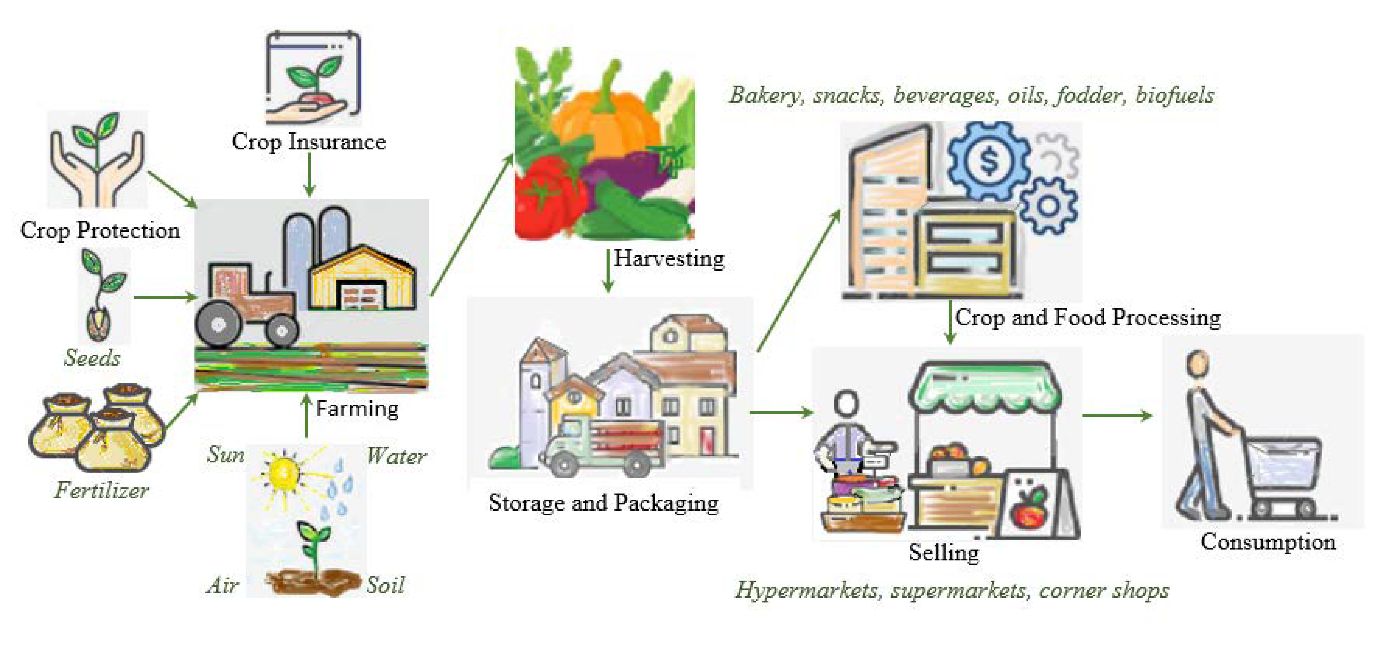 Crop Insurance
Crop Protection
Seeds
Fertilizer
Farming
Sun
Water
Air
Soil
Harvesting
Storage and Packaging
Bakery, snacks, beverages, oils, fodder, biofuels
$
Crop and Food Processing
Selling
Hypermarkets, supermarkets, corner shops
Consumption